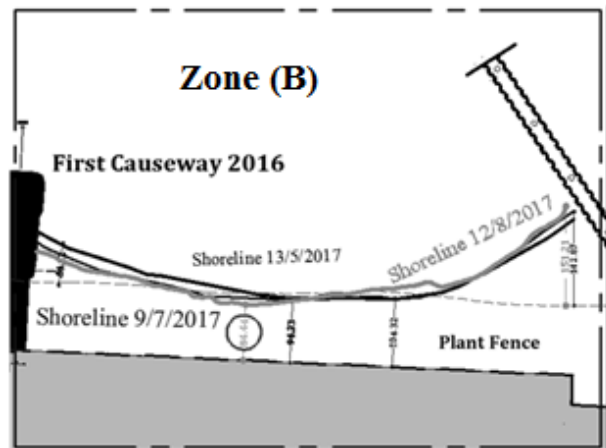 Zone (B)
First Causeway 2016
Shoreline 13/5/2017
Shoreline 12/8/2017
Shoreline 9/7/2017
Plant Fence